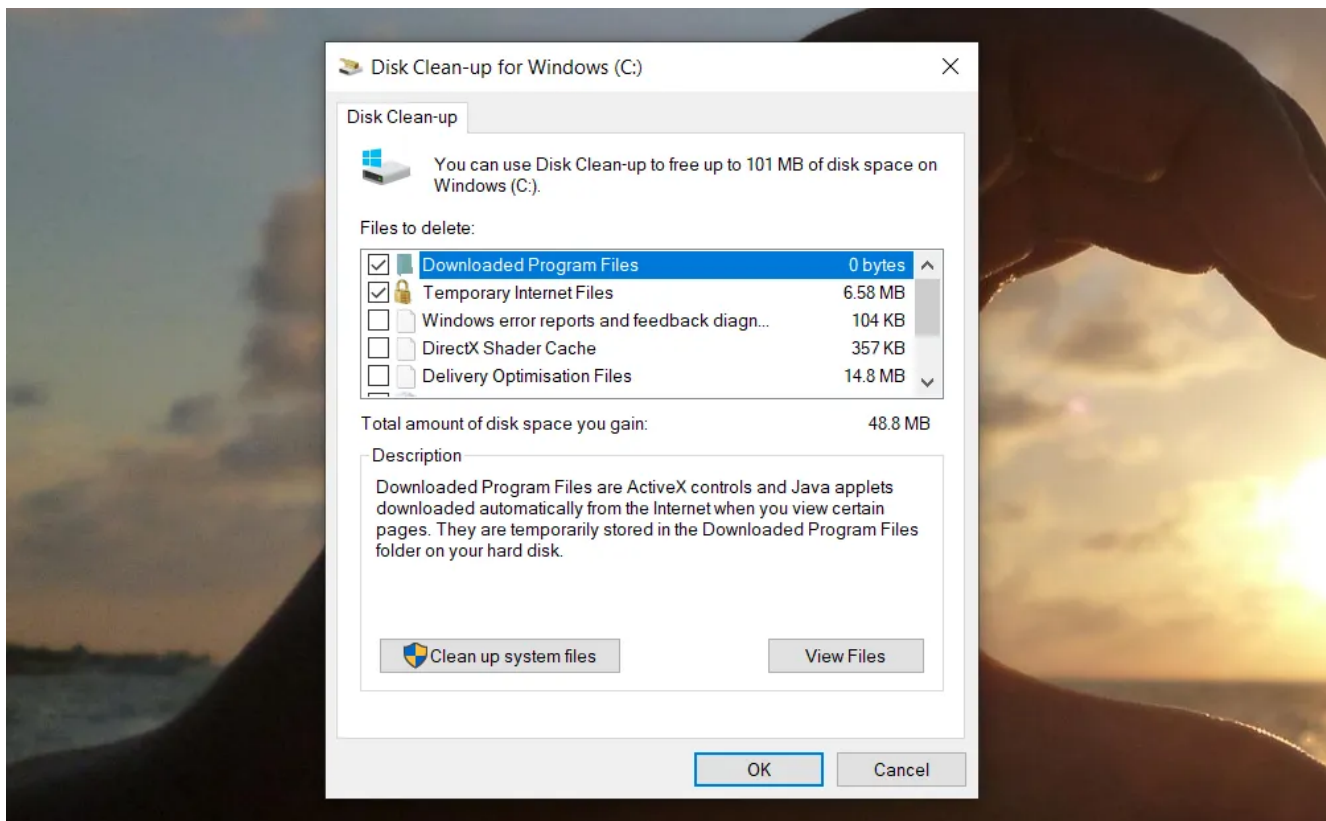 Disk Clean-up for Windows (C:)
Disk Clean-up
You can use Disk Clean-up to free up to 101 MB of disk space on
Windows (C:).
Files to delete:
Downloaded Program Files 0 bytes
Temporary Internet Files 6.58 MB
Windows error reports and feedback diagn... 104 KB
DirectX Shader Cache 357 KB
Delivery Optimisation Files 14.8 MB
Total amount of disk space you gain: 48.8 MB
Description
Downloaded Program Files are ActiveX controls and Java applets
downloaded automatically from the Internet when you view certain
pages. They are temporarily stored in the Downloaded Program Files
folder on your hard disk.
Clean up system files View Files
OK Cancel